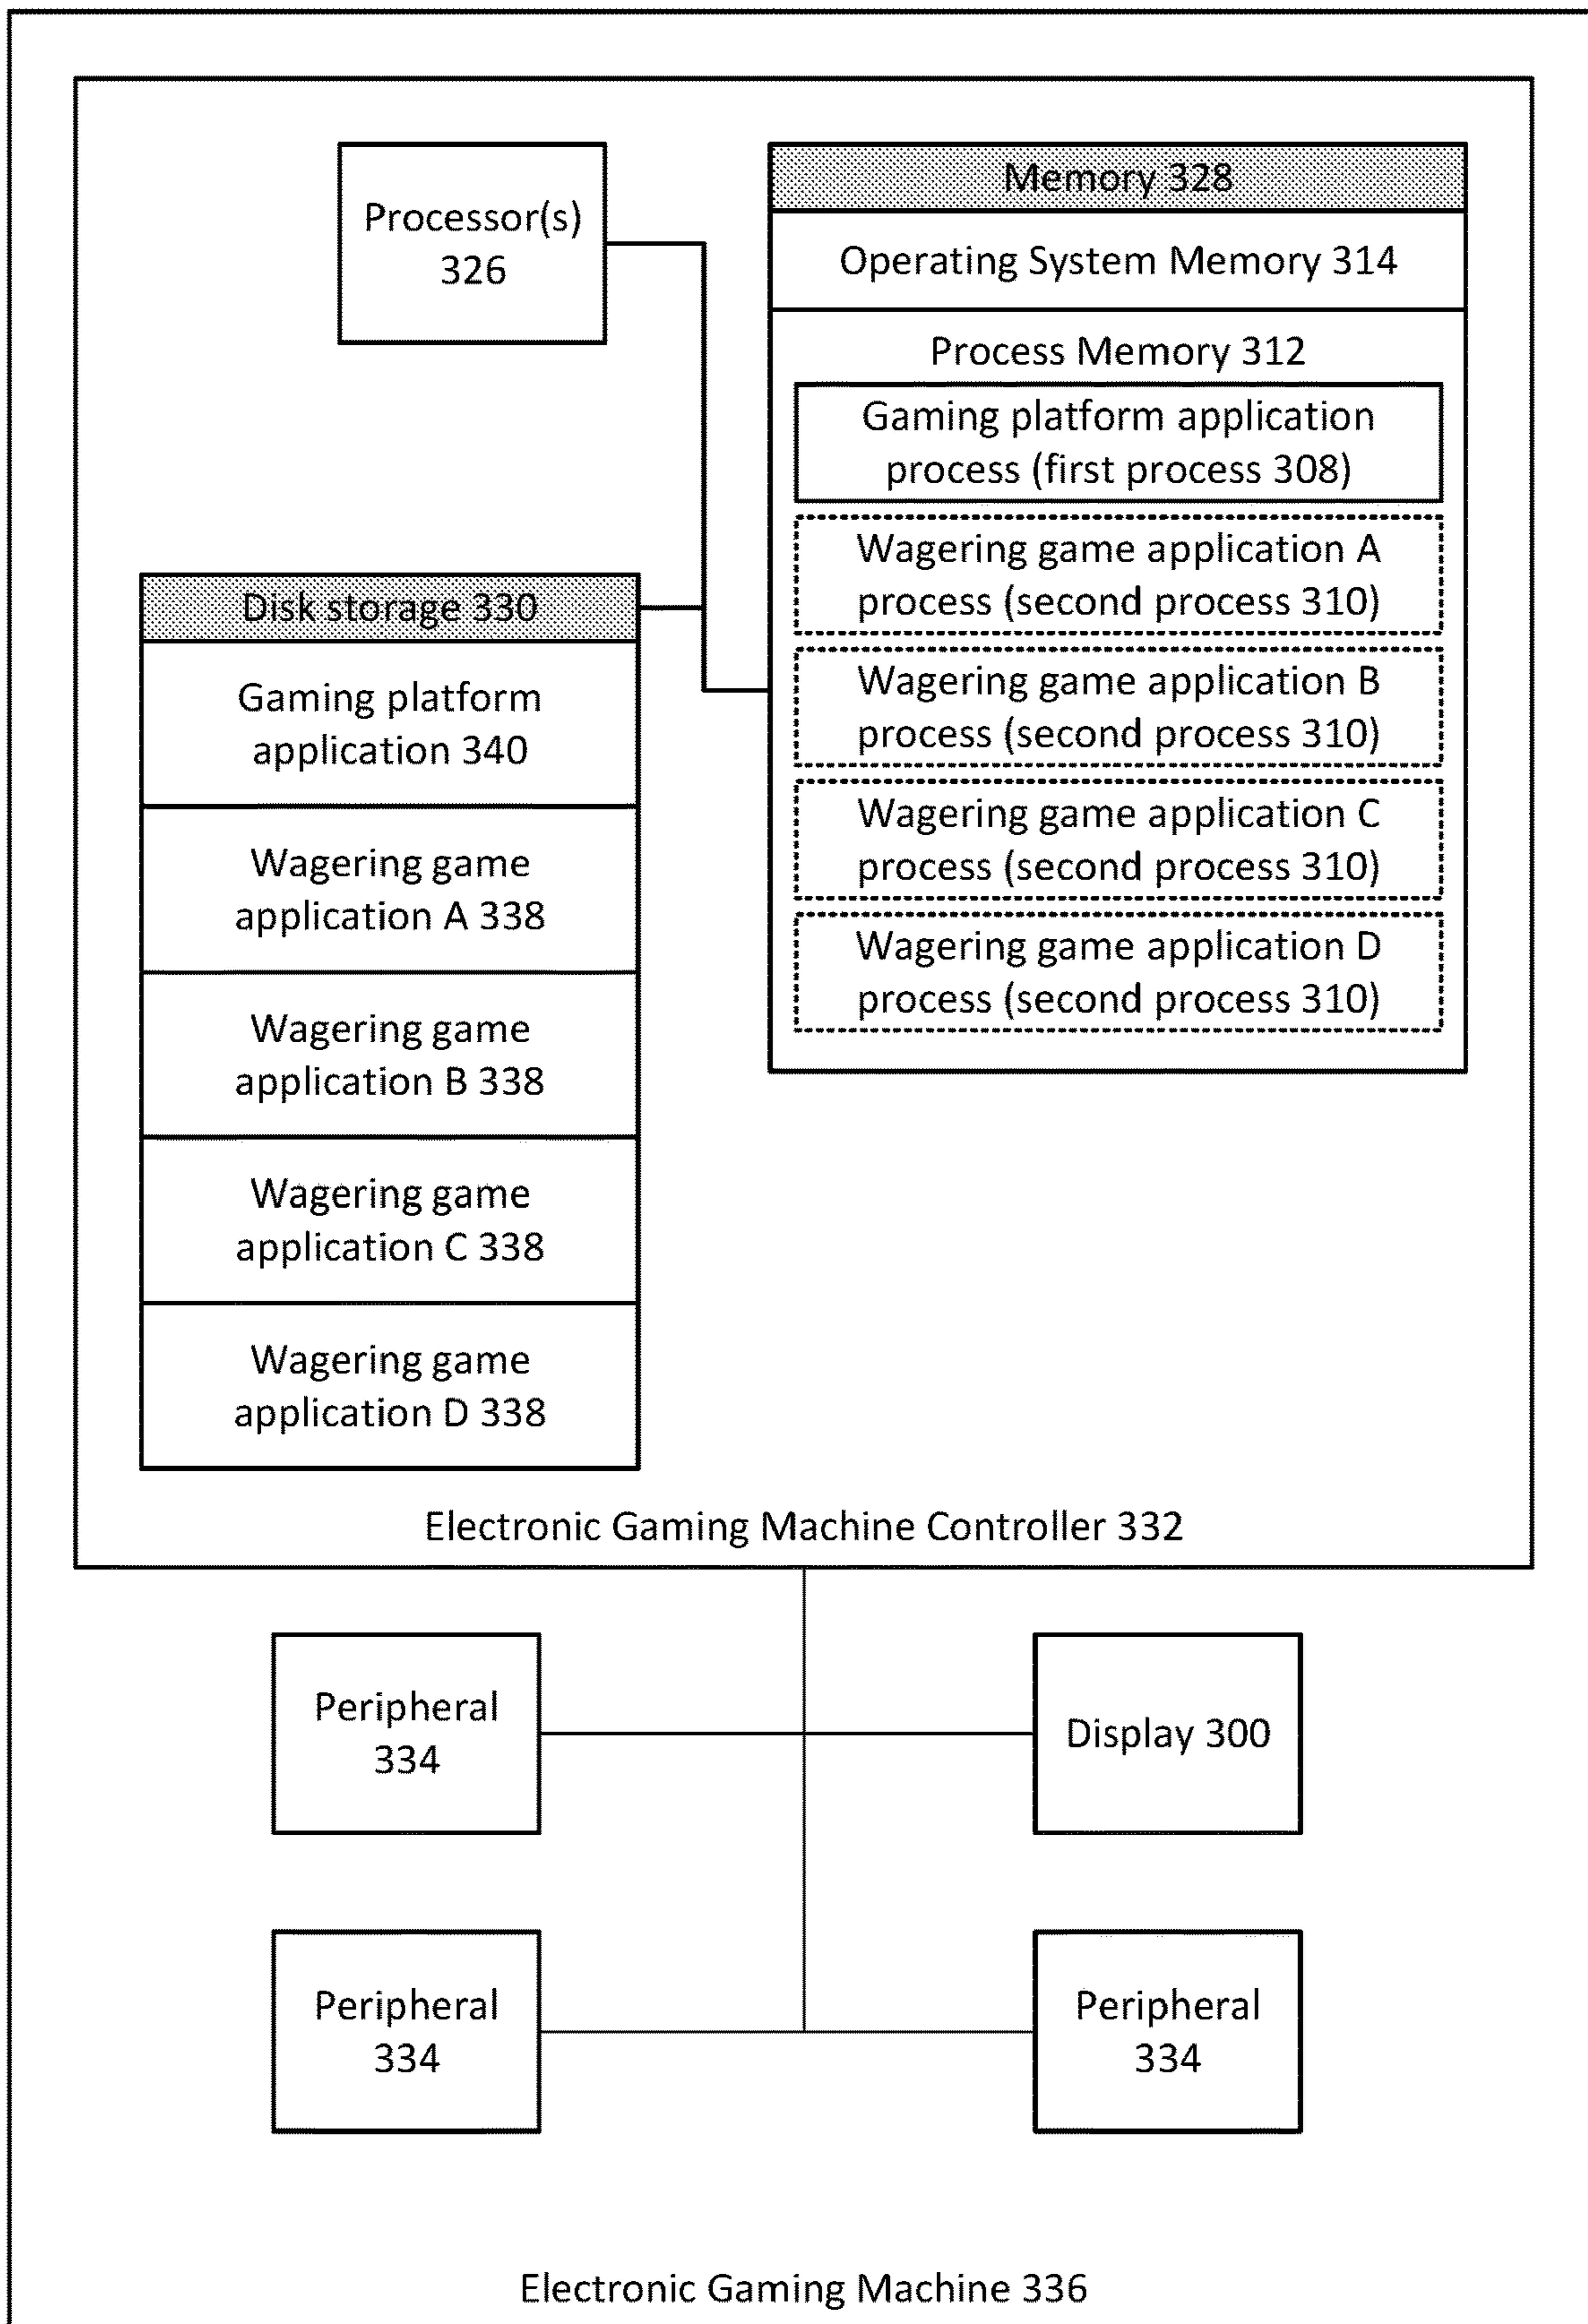 Processor(s)
326
Memory 328
Operating System Memory 314
Process Memory 312
Gaming platform application
process (first process 308)
Wagering game application A
process (second process 310)
Wagering game application B
process (second process 310)
Wagering game application C
process (second process 310)
Wagering game application D
process (second process 310)
Disk storage 330
Gaming platform
application 340
Wagering game
application A 338
Wagering game
application B 338
Wagering game
application C 338
Wagering game
application D 338
Electronic Gaming Machine Controller 332
Peripheral
334
Display 300
Peripheral
334
Peripheral
334
Electronic Gaming Machine 336